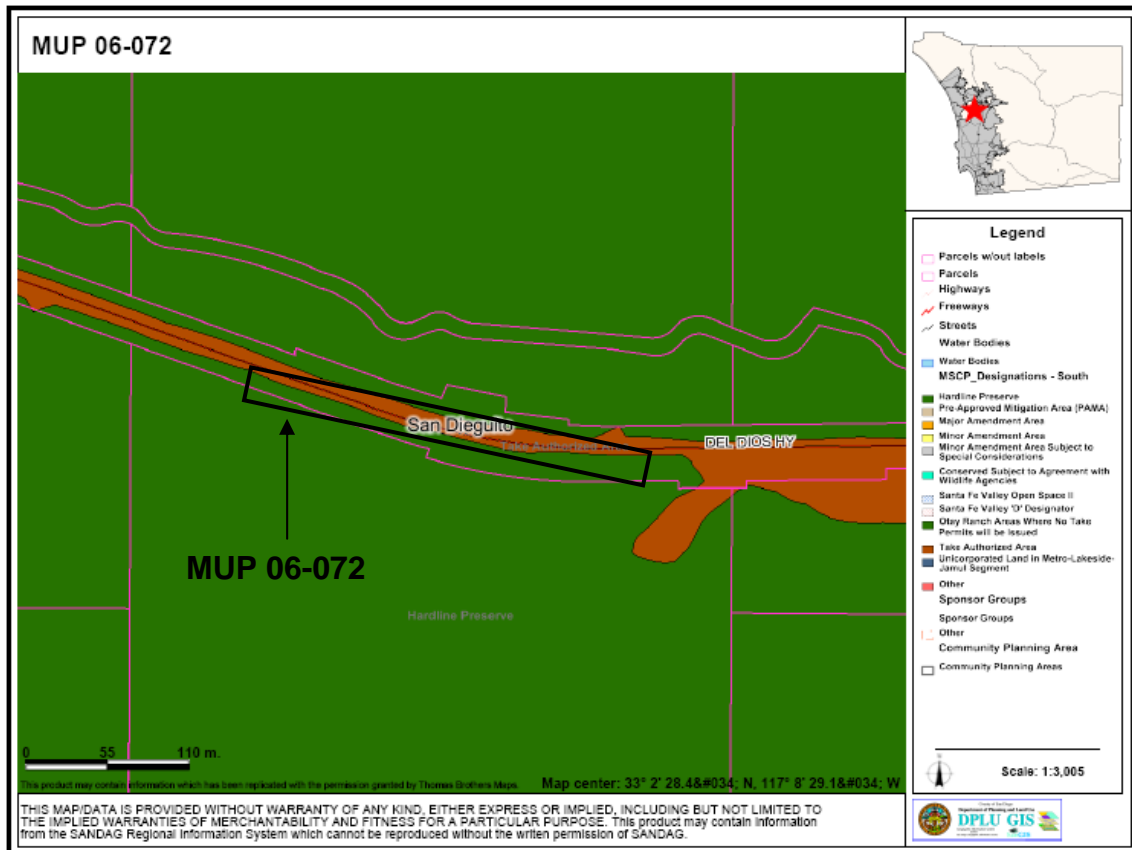 MUP 06-072
San Dieguito
DEL DIOS HY
MUP 06-072
Hardline Preserve
0 55 110 m.
This product may contain information which has been replicated with the permission granted by Thomas Brothers Maps.
Map center: 33° 2' 28.4&#034; N, 117° 8' 29.1&#034; W
THIS MAP/DATA IS PROVIDED WITHOUT WARRANTY OF ANY KIND, EITHER EXPRESS OR IMPLIED, INCLUDING BUT NOT LIMITED TO
THE IMPLIED WARRANTIES OF MERCHANTABILITY AND FITNESS FOR A PARTICULAR PURPOSE. This product may contain information
from the SANDAG Regional Information System which cannot be reproduced without the writen permission of SANDAG.
Legend
Parcels w/out labels
Parcels
Highways
Freeways
Streets
Water Bodies
Water Bodies
MSCP_Designations - South
Hardline Preserve
Pre-Approved Mitigation Area (PAMA)
Major Amendment Area
Minor Amendment Area
Minor Amendment Area Subject to
Special Considerations
Conserved Subject to Agreement with
Wildlife Agencies
Santa Fe Valley Open Space II
Santa Fe Valley 'D' Designator
Otay Ranch Areas Where No Take
Permits will be Issued
Take Authorized Area
Unicorporated Land in Metro-Lakeside-
Jamul Segment
Other
Sponsor Groups
Sponsor Groups
Other
Community Planning Area
Community Planning Areas
Scale: 1:3,005
DPLU GIS